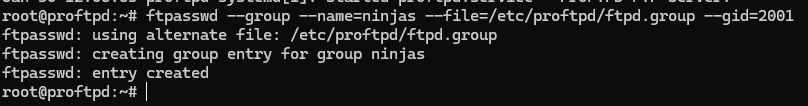 root@proftpd:~# ftpasswd --group --name=ninjas --file=/etc/proftpd/ftpd.group --gid=2001
ftpasswd: using alternate file: /etc/proftpd/ftpd.group
ftpasswd: creating group entry for group ninjas
ftpasswd: entry created
root@proftpd:~#